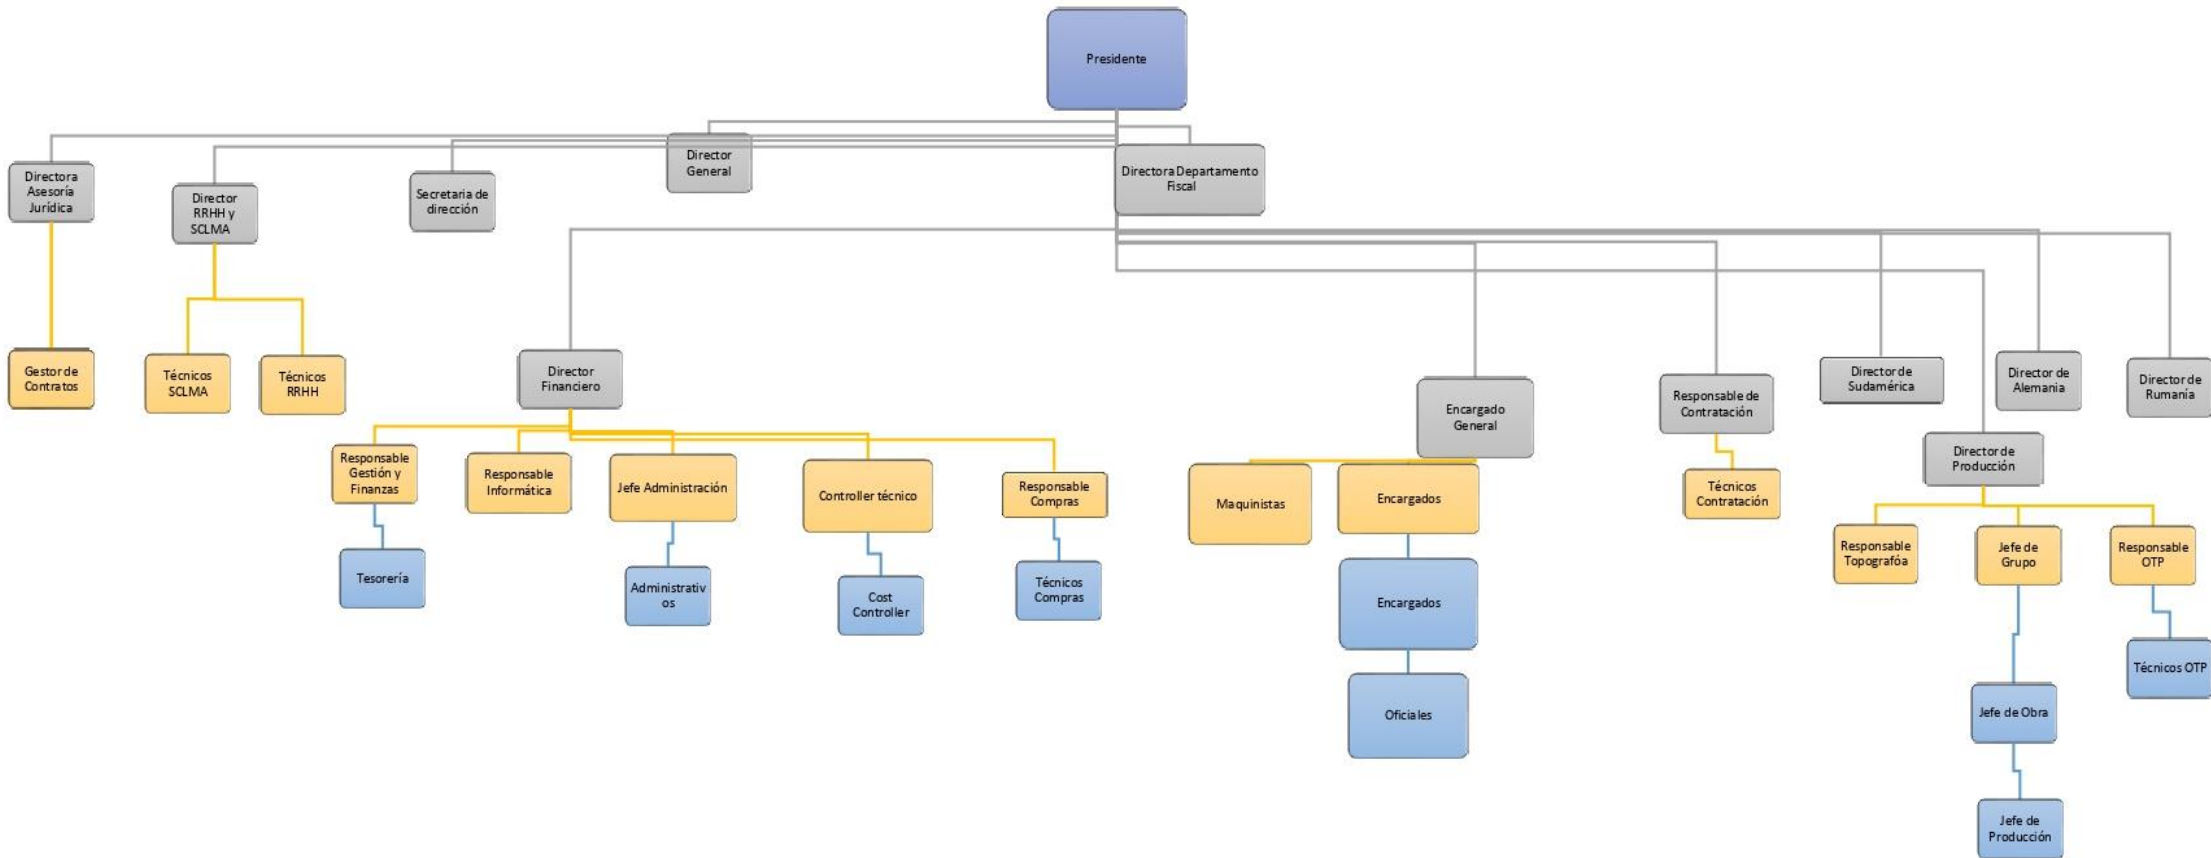 Presidente
Director
General
Directora Departamento
Fiscal
Directora
Asesoría
Jurídica
Director
RRHH y
SCLMA
Secretaria de
dirección
Gestor de
Contratos
Técnicos
SCLMA
Técnicos
RRHH
Director
Financiero
Encargado
General
Responsable de
Contratación
Director de
Sudamérica
Director de
Alemania
Director de
Rumanía
Director de
Producción
Responsable
Gestión y
Finanzas
Responsable
Informática
Jefe Administración
Controller técnico
Responsable
Compras
Maquinistas
Encargados
Técnicos
Contratación
Responsable
Topografóa
Jefe de
Grupo
Responsable
OTP
Tesorería
Administrativ
os
Cost
Controller
Técnicos
Compras
Encargados
Técnicos OTP
Oficiales
Jefe de Obra
Jefe de
Producción